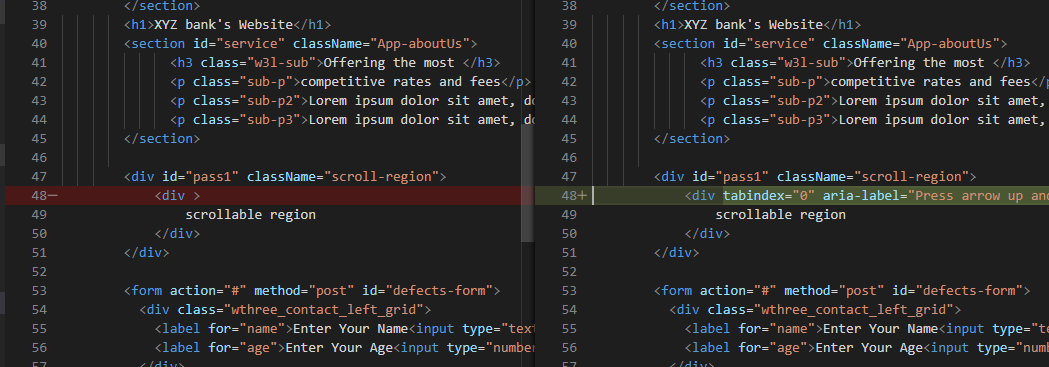 38 </section>
39 <h1>XYZ bank's Website</h1>
40 <section id="service" className="App-aboutUs">
41 <h3 class="w3l-sub">Offering the most </h3>
42 <p class="sub-p">competitive rates and fees</p>
43 <p class="sub-p2">Lorem ipsum dolor sit amet,
44 <p class="sub-p3">Lorem ipsum dolor sit amet,
45 </section>
46
47 <div id="pass1" className="scroll-region">
48— <div >
49 scrollable region
50 </div>
51 </div>
52
53 <form action="#" method="post" id="defects-form">
54 <div class="wthree_contact_left_grid">
55 <label for="name">Enter Your Name<input type="text
56 <label for="age">Enter Your Age<input type="number
57 </div>
38 </section>
39 <h1>XYZ bank's Website</h1>
40 <section id="service" className="App-aboutUs">
41 <h3 class="w3l-sub">Offering the most </h3>
42 <p class="sub-p">competitive rates and fees</
43 <p class="sub-p2">Lorem ipsum dolor sit amet,
44 <p class="sub-p3">Lorem ipsum dolor sit amet,
45 </section>
46
47 <div id="pass1" className="scroll-region">
48+ <div tabindex="0" aria-label="Press arrow up and
49 scrollable region
50 </div>
51 </div>
52
53 <form action="#" method="post" id="defects-form">
54 <div class="wthree_contact_left_grid">
55 <label for="name">Enter Your Name<input type="te
56 <label for="age">Enter Your Age<input type="numb
57 </div>